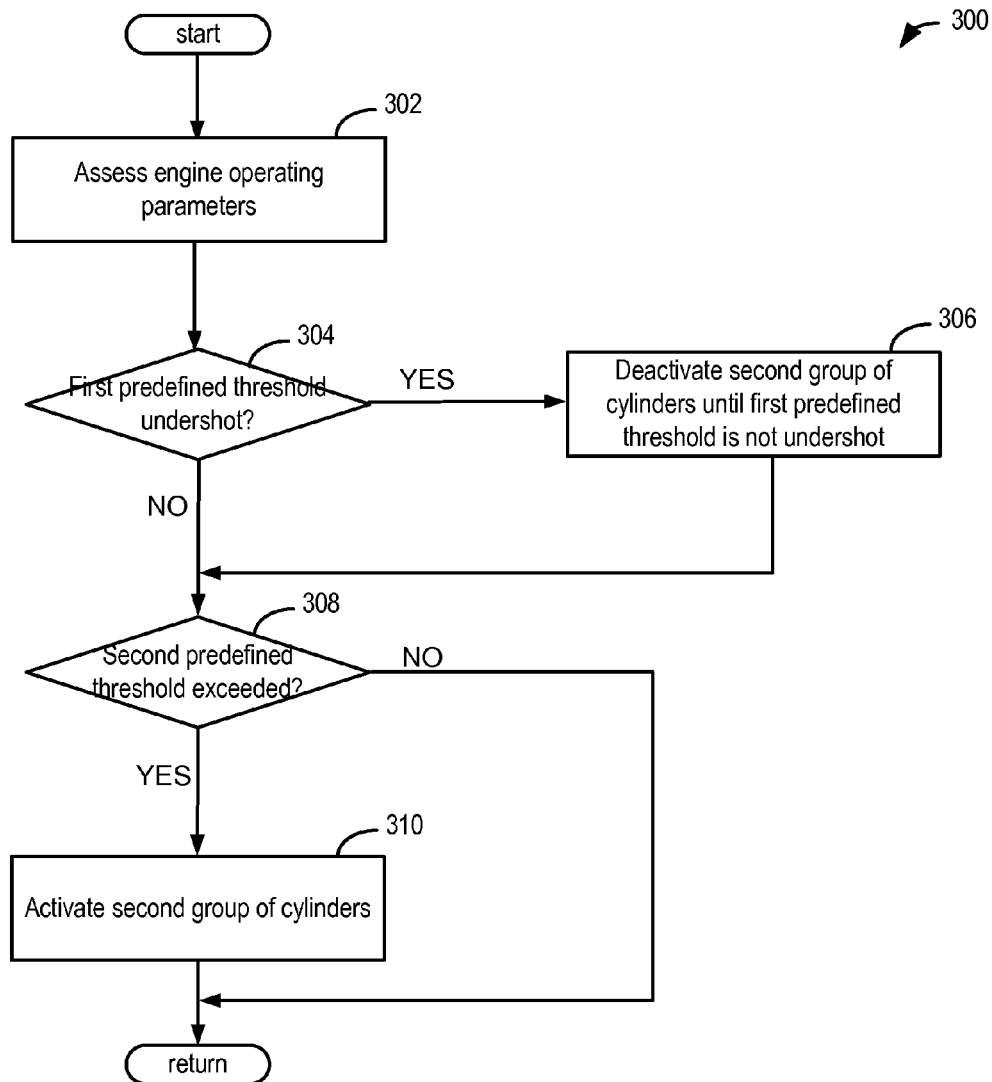 start
300
302
Assess engine operating
parameters
304
First predefined threshold
undershot?
YES
306
Deactivate second group of
cylinders until first predefined
threshold is not undershot
NO
308
Second predefined
threshold exceeded?
NO
YES
310
Activate second group of cylinders
return